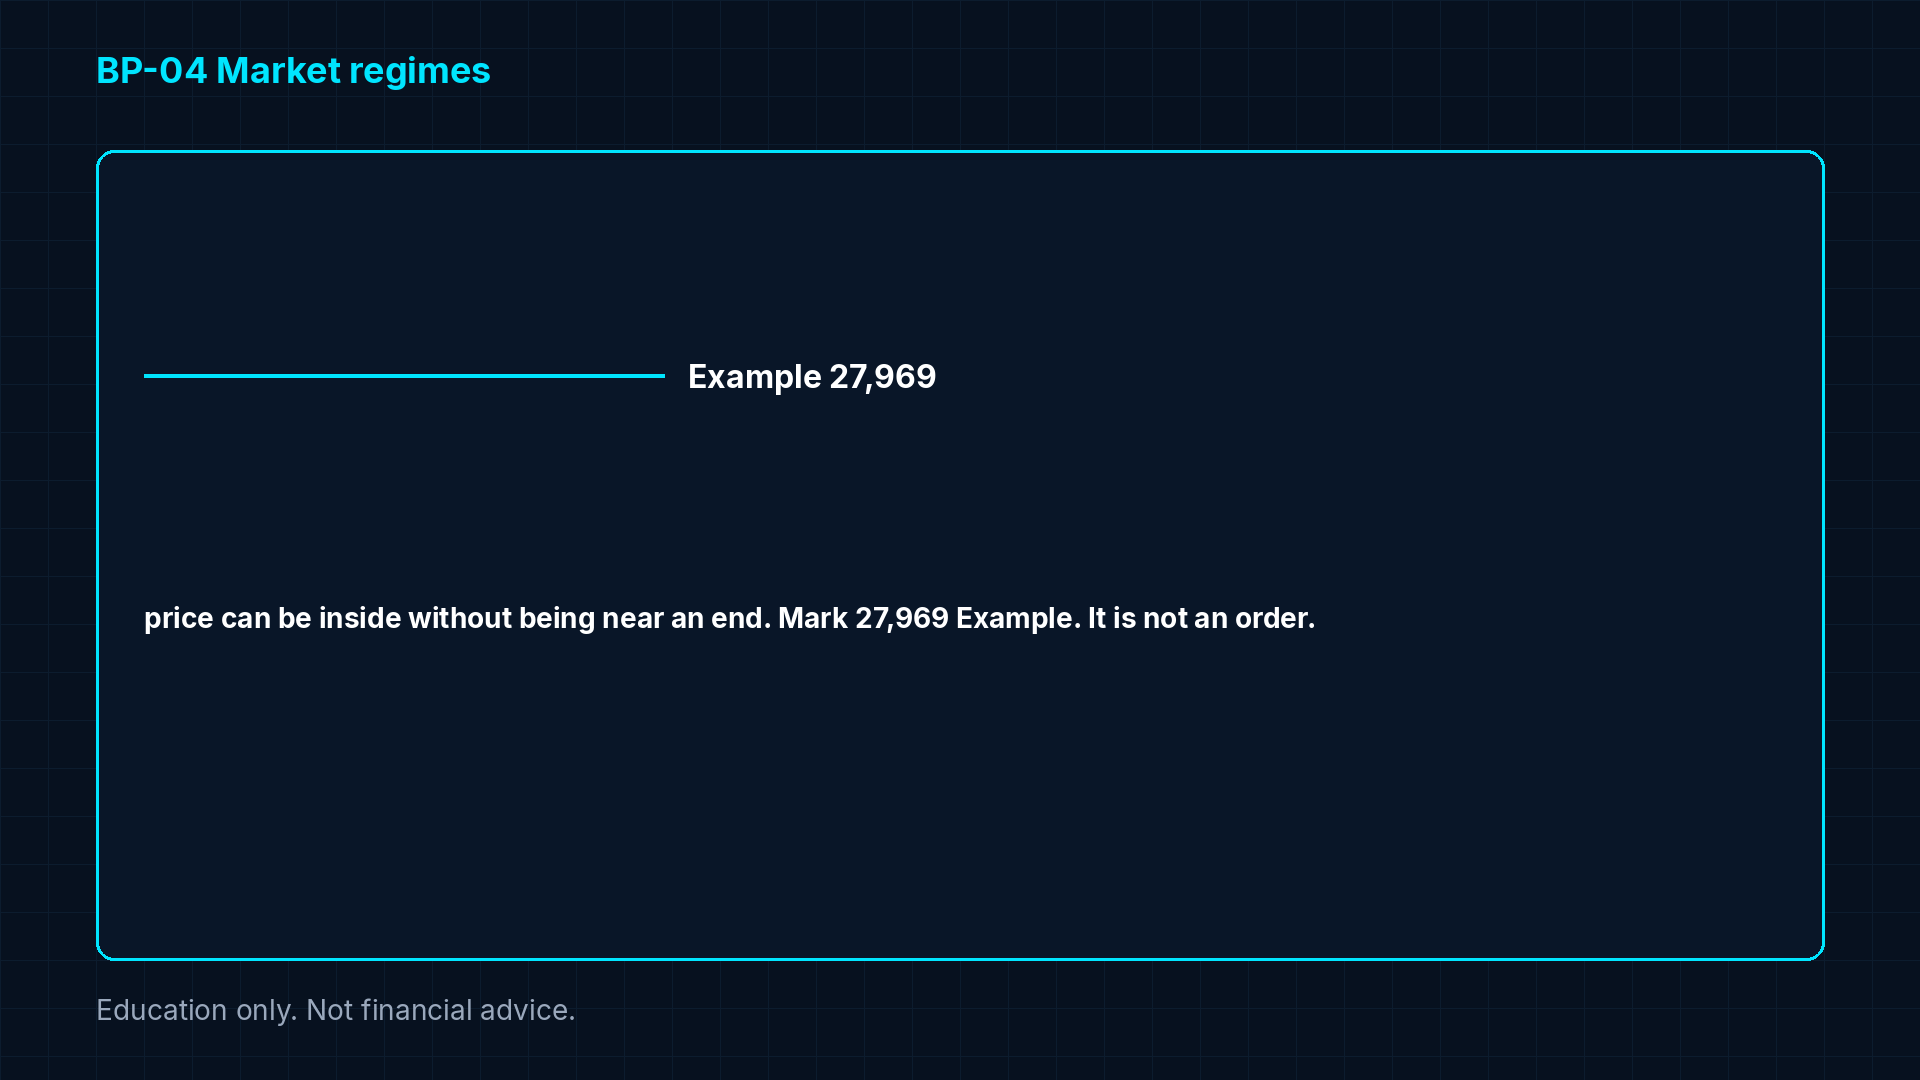 BP-04 Market regimes
Example 27,969
price can be inside without being near an end. Mark 27,969 Example. It is not an order.
Education only. Not financial advice.